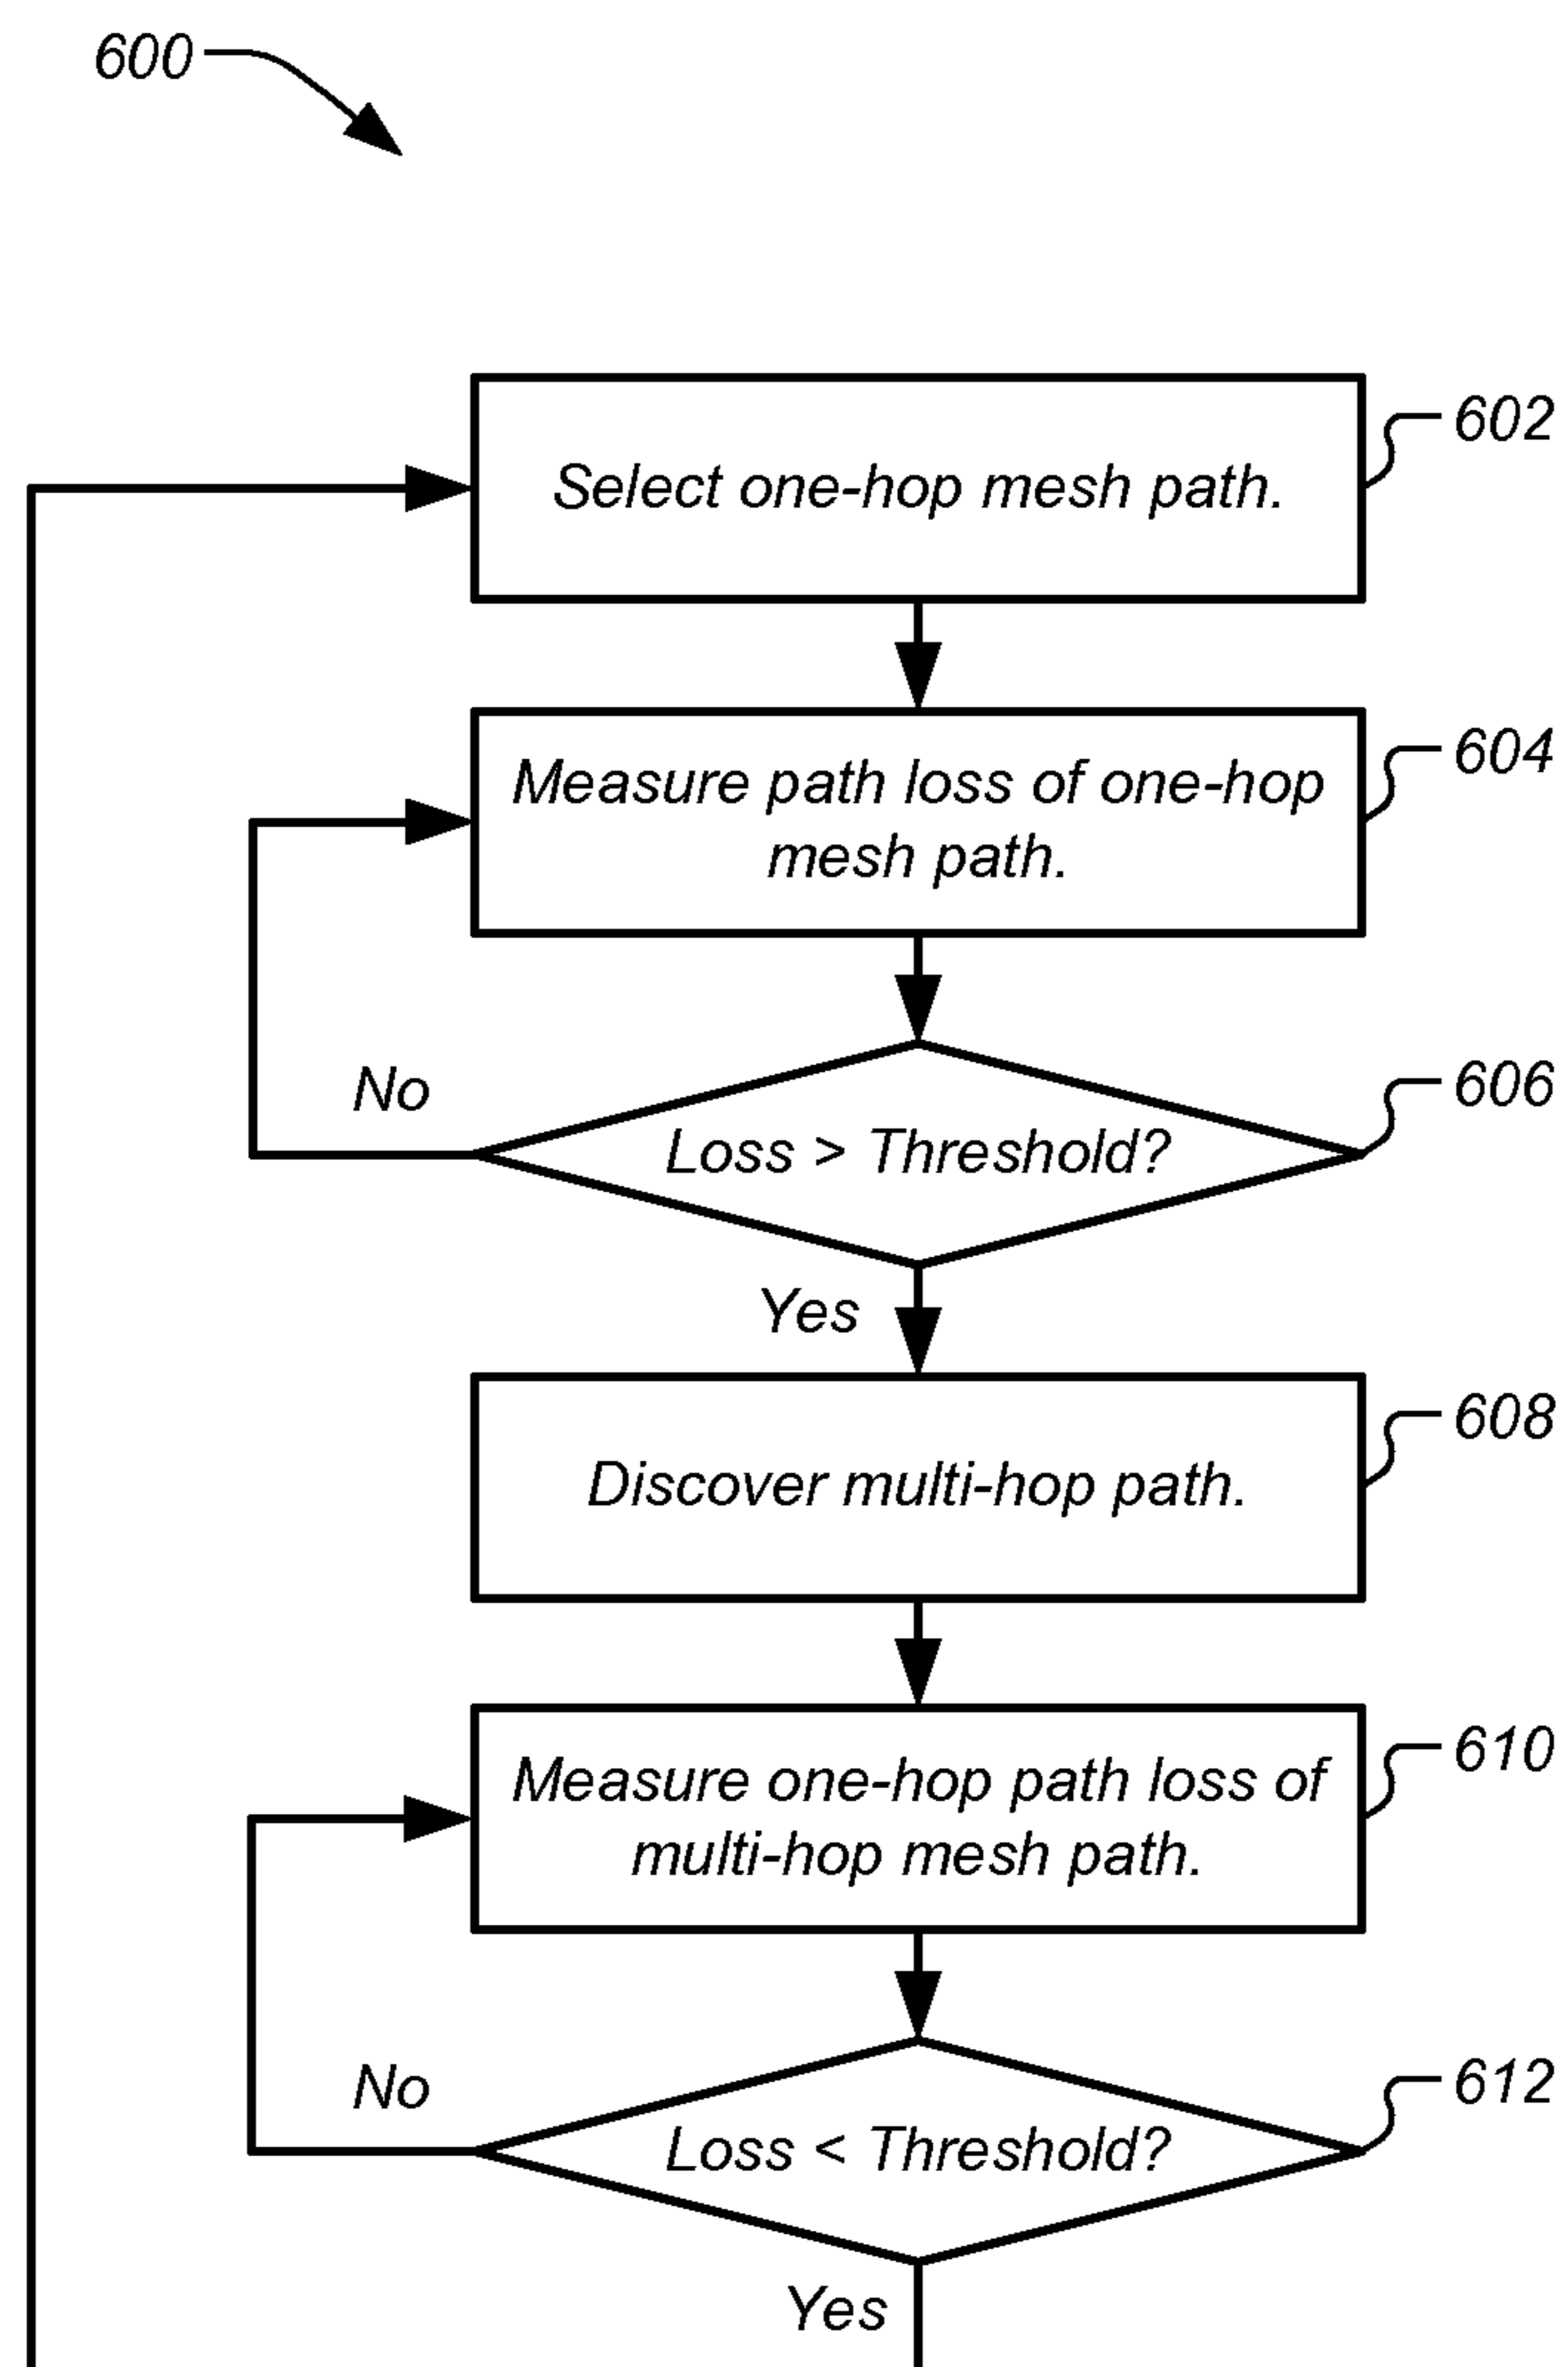 600
Select one-hop mesh path.
602
Measure path loss of one-hop
mesh path.
604
Loss > Threshold?
606
No
Yes
Discover multi-hop path.
608
Measure one-hop path loss of
multi-hop mesh path.
610
Loss < Threshold?
612
No
Yes